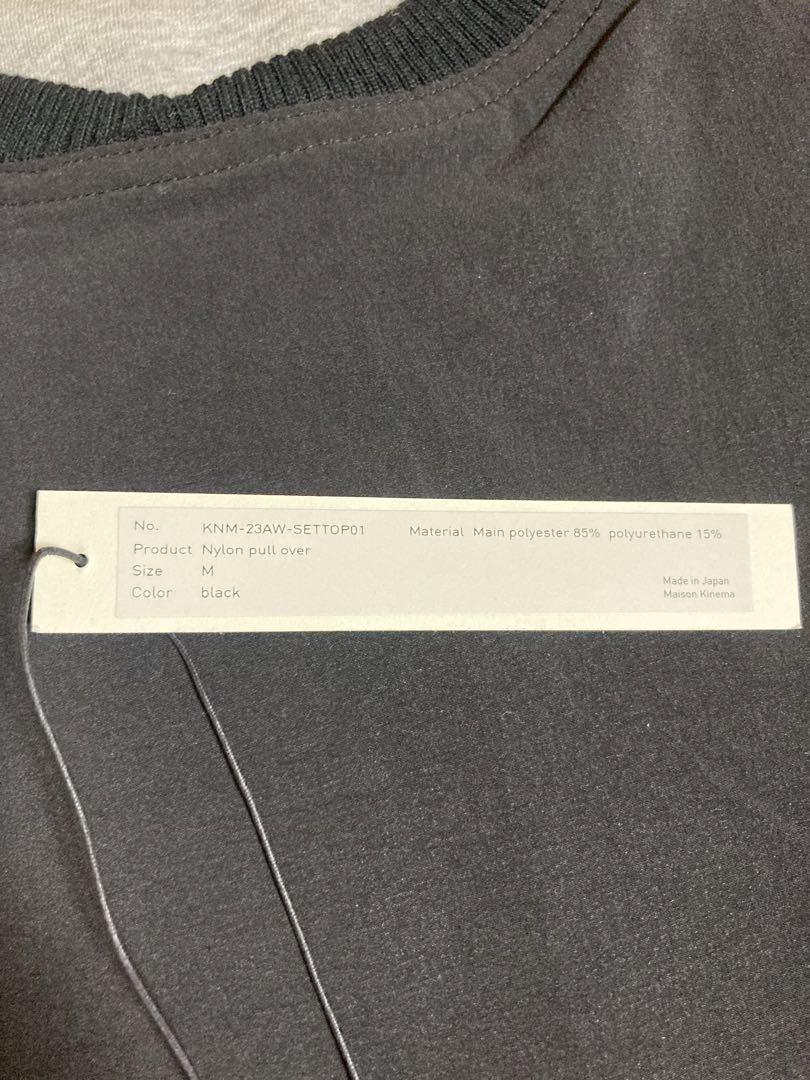 No. KNM-23AW-SETTOP01 Material Main polyester 85% polyurethane 15%
Product Nylon pull over
Size M
Color black
Made in Japan
Maison Kinema